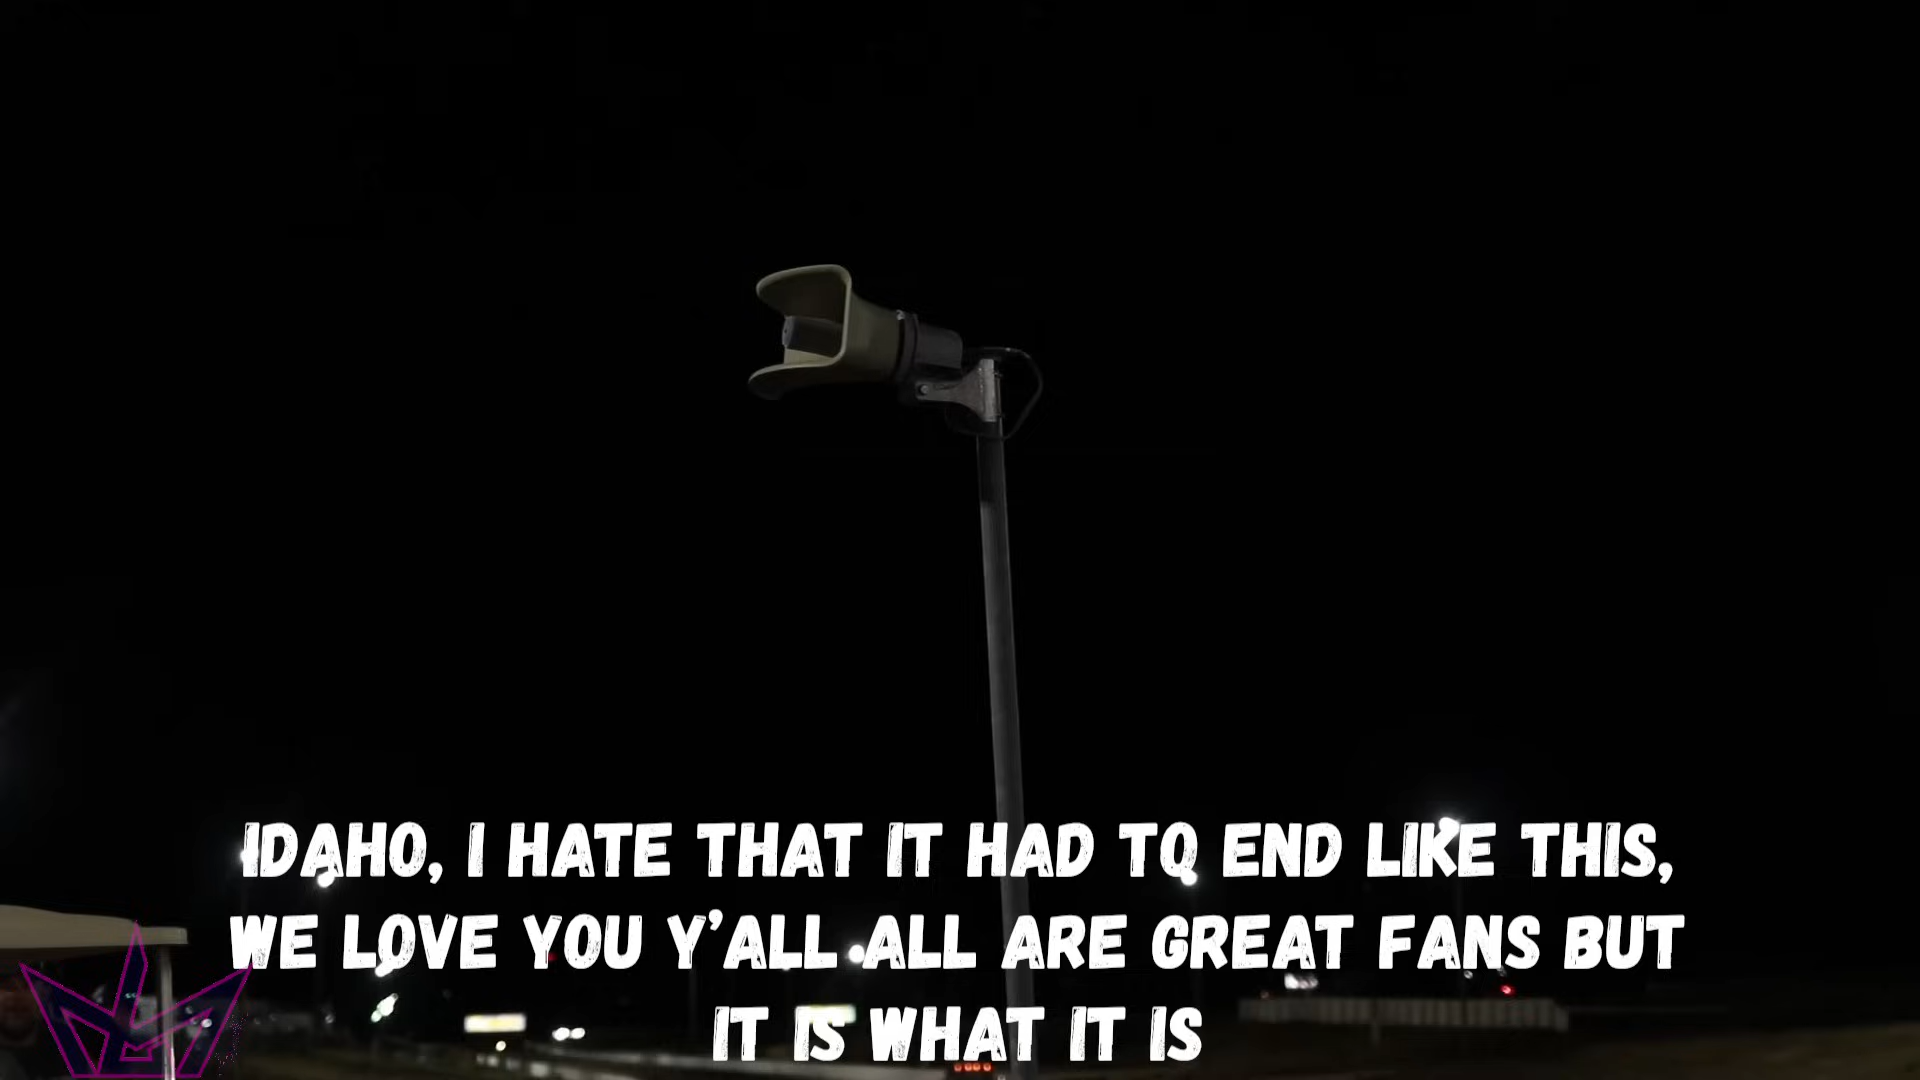 IDAHO, I HATE THAT IT HAD TO END LIKE THIS,
WE LOVE YOU Y'ALL ALL ARE GREAT FANS BUT
IT IS WHAT IT IS